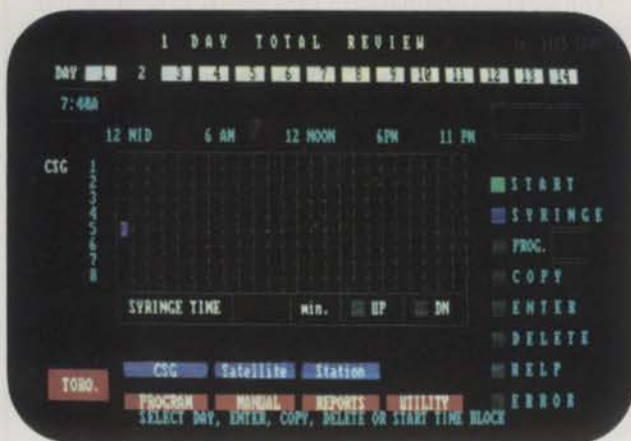 1 DAY TOTAL REVIEW
DAY 1 2 3 4 5 6 7 8 9 10 11 12 13 14
7:40A
12 MID 6 AM 12 NOON 6PM 11 PM
CSG 1
2
3
4
5
6
7
8
START
SYRINGE
PROG.
COPY
ENTER
DELETE
HELP
ERROR
SYRINGE TIME min. UP DN
CSG Satellite Station
TORO.
PROGRAM MANUAL REPORTS UTILITY
SELECT DAY, ENTER, COPY, DELETE OR START TIME BLOCK